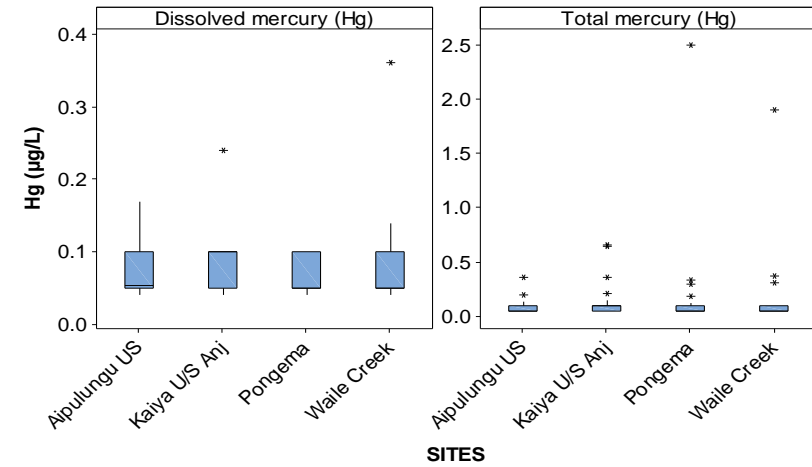 Dissolved mercury (Hg)
Total mercury (Hg)
Hg (µg/L)
0.4
0.3
0.2
0.1
0.0
2.5
2.0
1.5
1.0
0.5
0.0
Aipulungu US
Kaiya U/S Anj
Pongema
Waile Creek
Aipulungu US
Kaiya U/S Anj
Pongema
Waile Creek
SITES